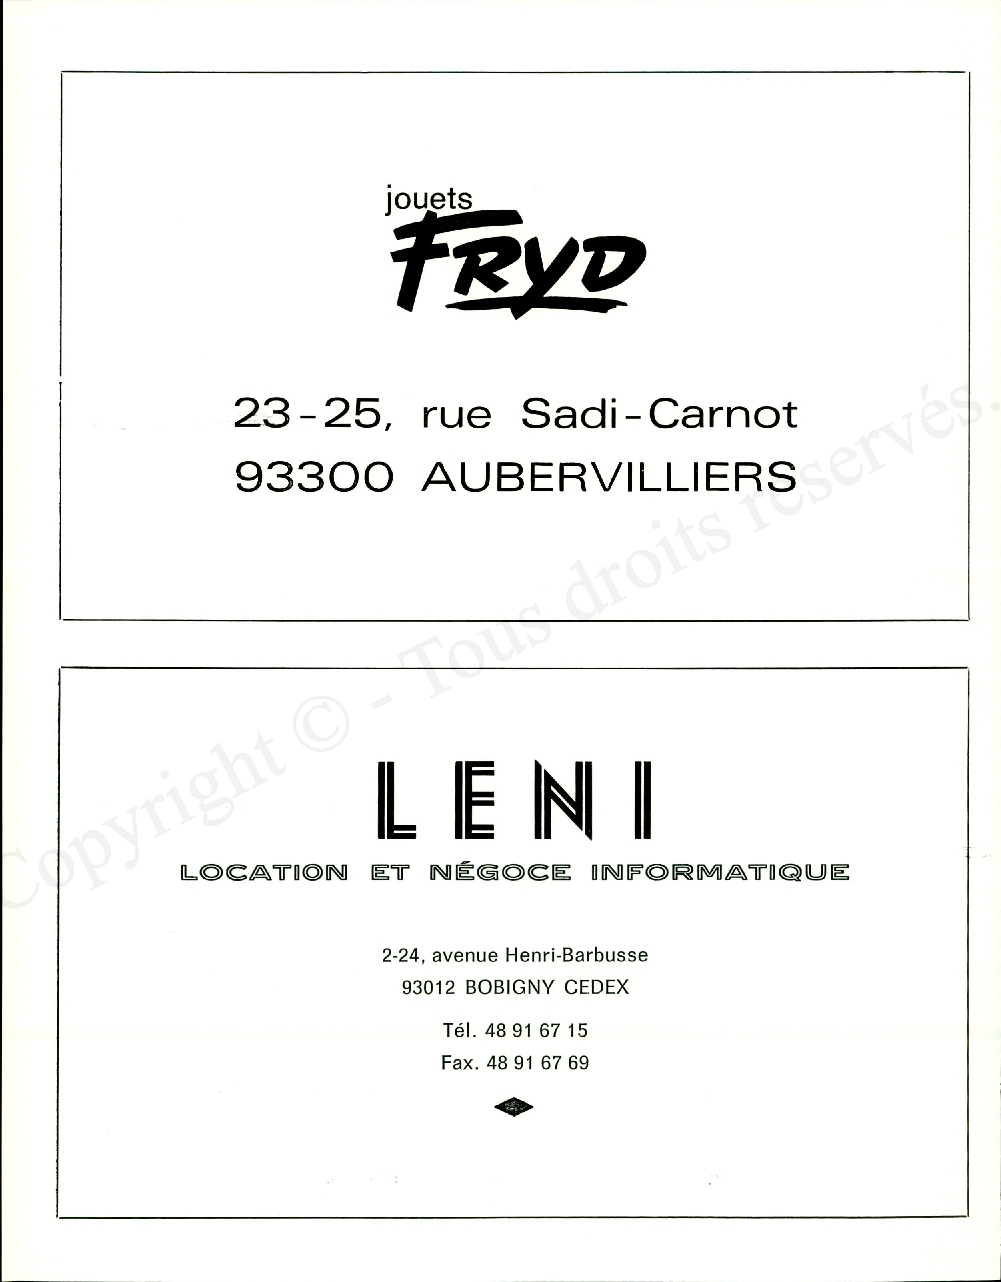 jouets
FRYD
23-25, rue Sadi-Carnot
93300 AUBERVILLIERS
LENI
LOCATION ET NÉGOCE INFORMATIQUE
2-24, avenue Henri-Barbusse
93012 BOBIGNY CEDEX
Tél. 48 91 67 15
Fax. 48 91 67 69
Copyright © - Tous droits reservés.